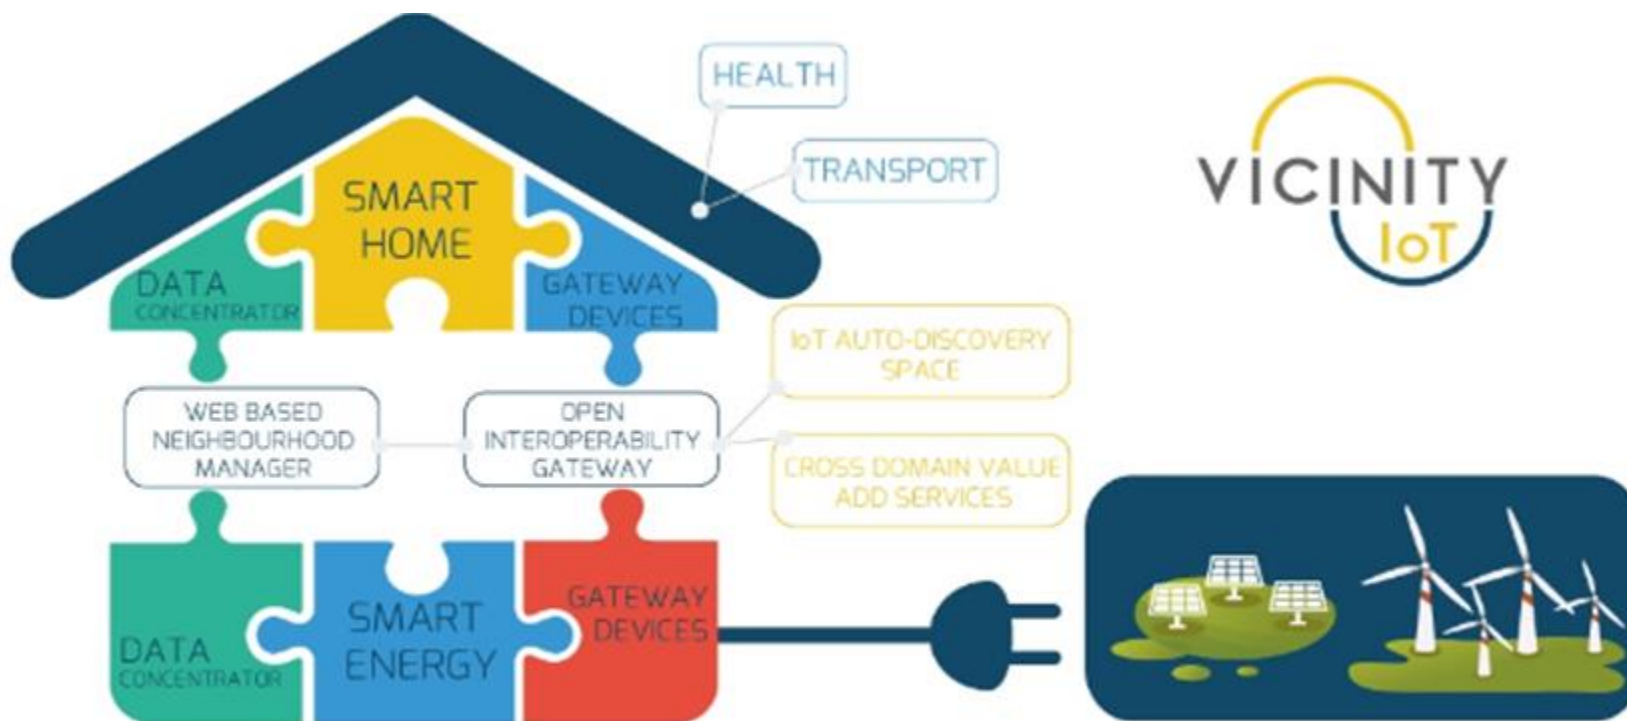 HEALTH
TRANSPORT
VICINITY
IoT
SMART
HOME
DATA
CONCENTRATOR
GATEWAY
DEVICES
IoT AUTO-DISCOVERY
SPACE
WEB BASED
NEIGHBOURHOOD
MANAGER
OPEN
INTEROPERABILITY
GATEWAY
CROSS DOMAIN VALUE
ADD SERVICES
DATA
CONCENTRATOR
SMART
ENERGY
GATEWAY
DEVICES